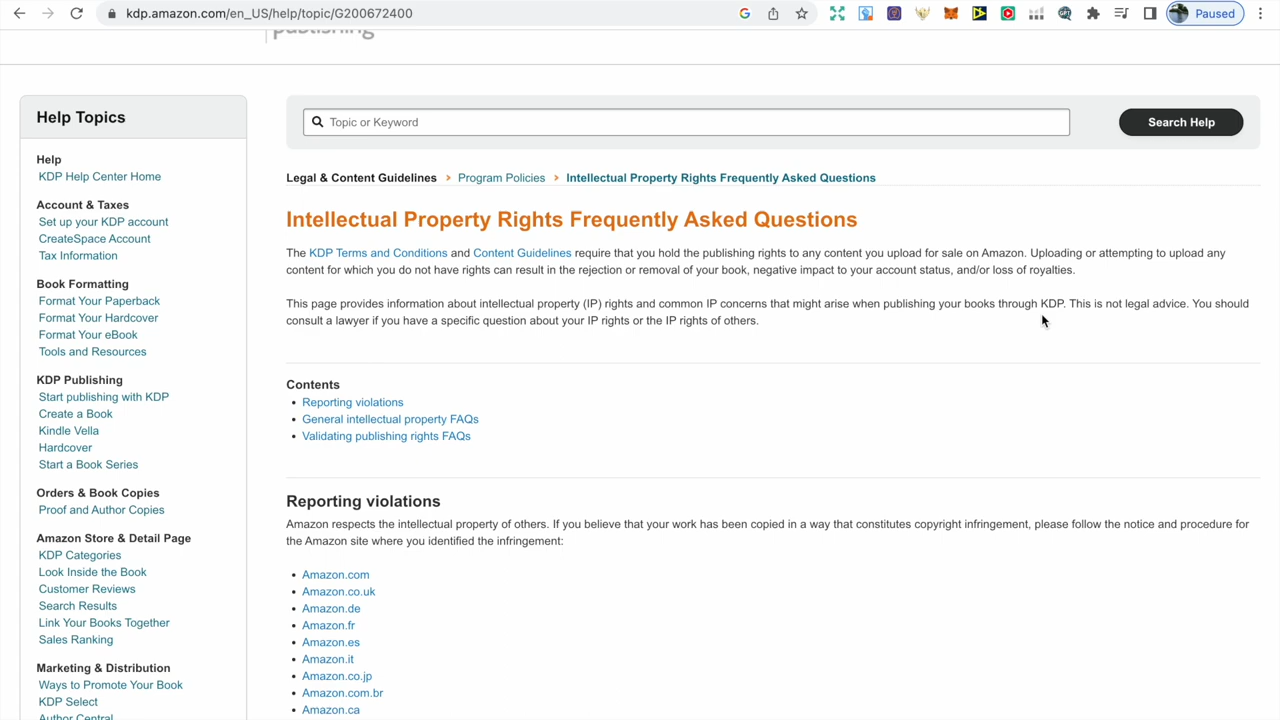 kdp.amazon.com/en_US/help/topic/G200672400
Paused
publishing
Help Topics
Help
KDP Help Center Home
Account & Taxes
Set up your KDP account
CreateSpace Account
Tax Information
Book Formatting
Format Your Paperback
Format Your Hardcover
Format Your eBook
Tools and Resources
KDP Publishing
Start publishing with KDP
Create a Book
Kindle Vella
Hardcover
Start a Book Series
Orders & Book Copies
Proof and Author Copies
Amazon Store & Detail Page
KDP Categories
Look Inside the Book
Customer Reviews
Search Results
Link Your Books Together
Sales Ranking
Marketing & Distribution
Ways to Promote Your Book
KDP Select
Author Central
Topic or Keyword
Search Help
Legal & Content Guidelines › Program Policies › Intellectual Property Rights Frequently Asked Questions
Intellectual Property Rights Frequently Asked Questions
The KDP Terms and Conditions and Content Guidelines require that you hold the publishing rights to any content you upload for sale on Amazon. Uploading or attempting to upload any
content for which you do not have rights can result in the rejection or removal of your book, negative impact to your account status, and/or loss of royalties.
This page provides information about intellectual property (IP) rights and common IP concerns that might arise when publishing your books through KDP. This is not legal advice. You should
consult a lawyer if you have a specific question about your IP rights or the IP rights of others.
Contents
• Reporting violations
• General intellectual property FAQs
• Validating publishing rights FAQs
Reporting violations
Amazon respects the intellectual property of others. If you believe that your work has been copied in a way that constitutes copyright infringement, please follow the notice and procedure for
the Amazon site where you identified the infringement:
• Amazon.com
• Amazon.co.uk
• Amazon.de
• Amazon.fr
• Amazon.es
• Amazon.it
• Amazon.co.jp
• Amazon.com.br
• Amazon.ca